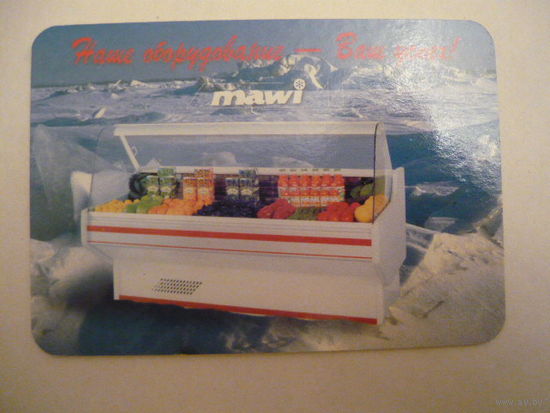 Наше оборудование — Ваш успех!
mawi
www.ay.by